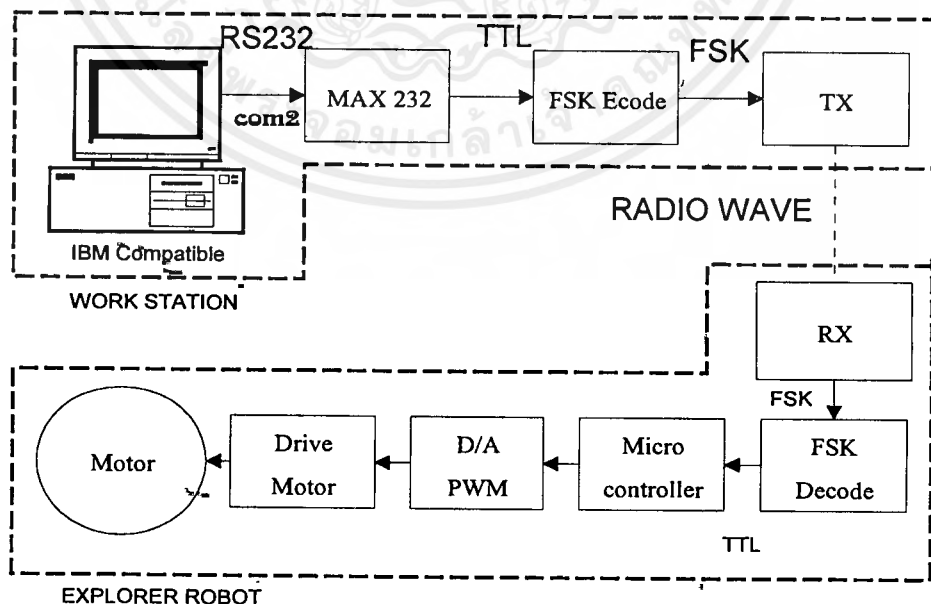 RS232
TTL
FSK
MAX 232
FSK Ecode
TX
com2
RADIO WAVE
IBM Compatible
WORK STATION
RX
FSK
FSK
Decode
Micro
controller
D/A
PWM
Drive
Motor
Motor
TTL
EXPLORER ROBOT